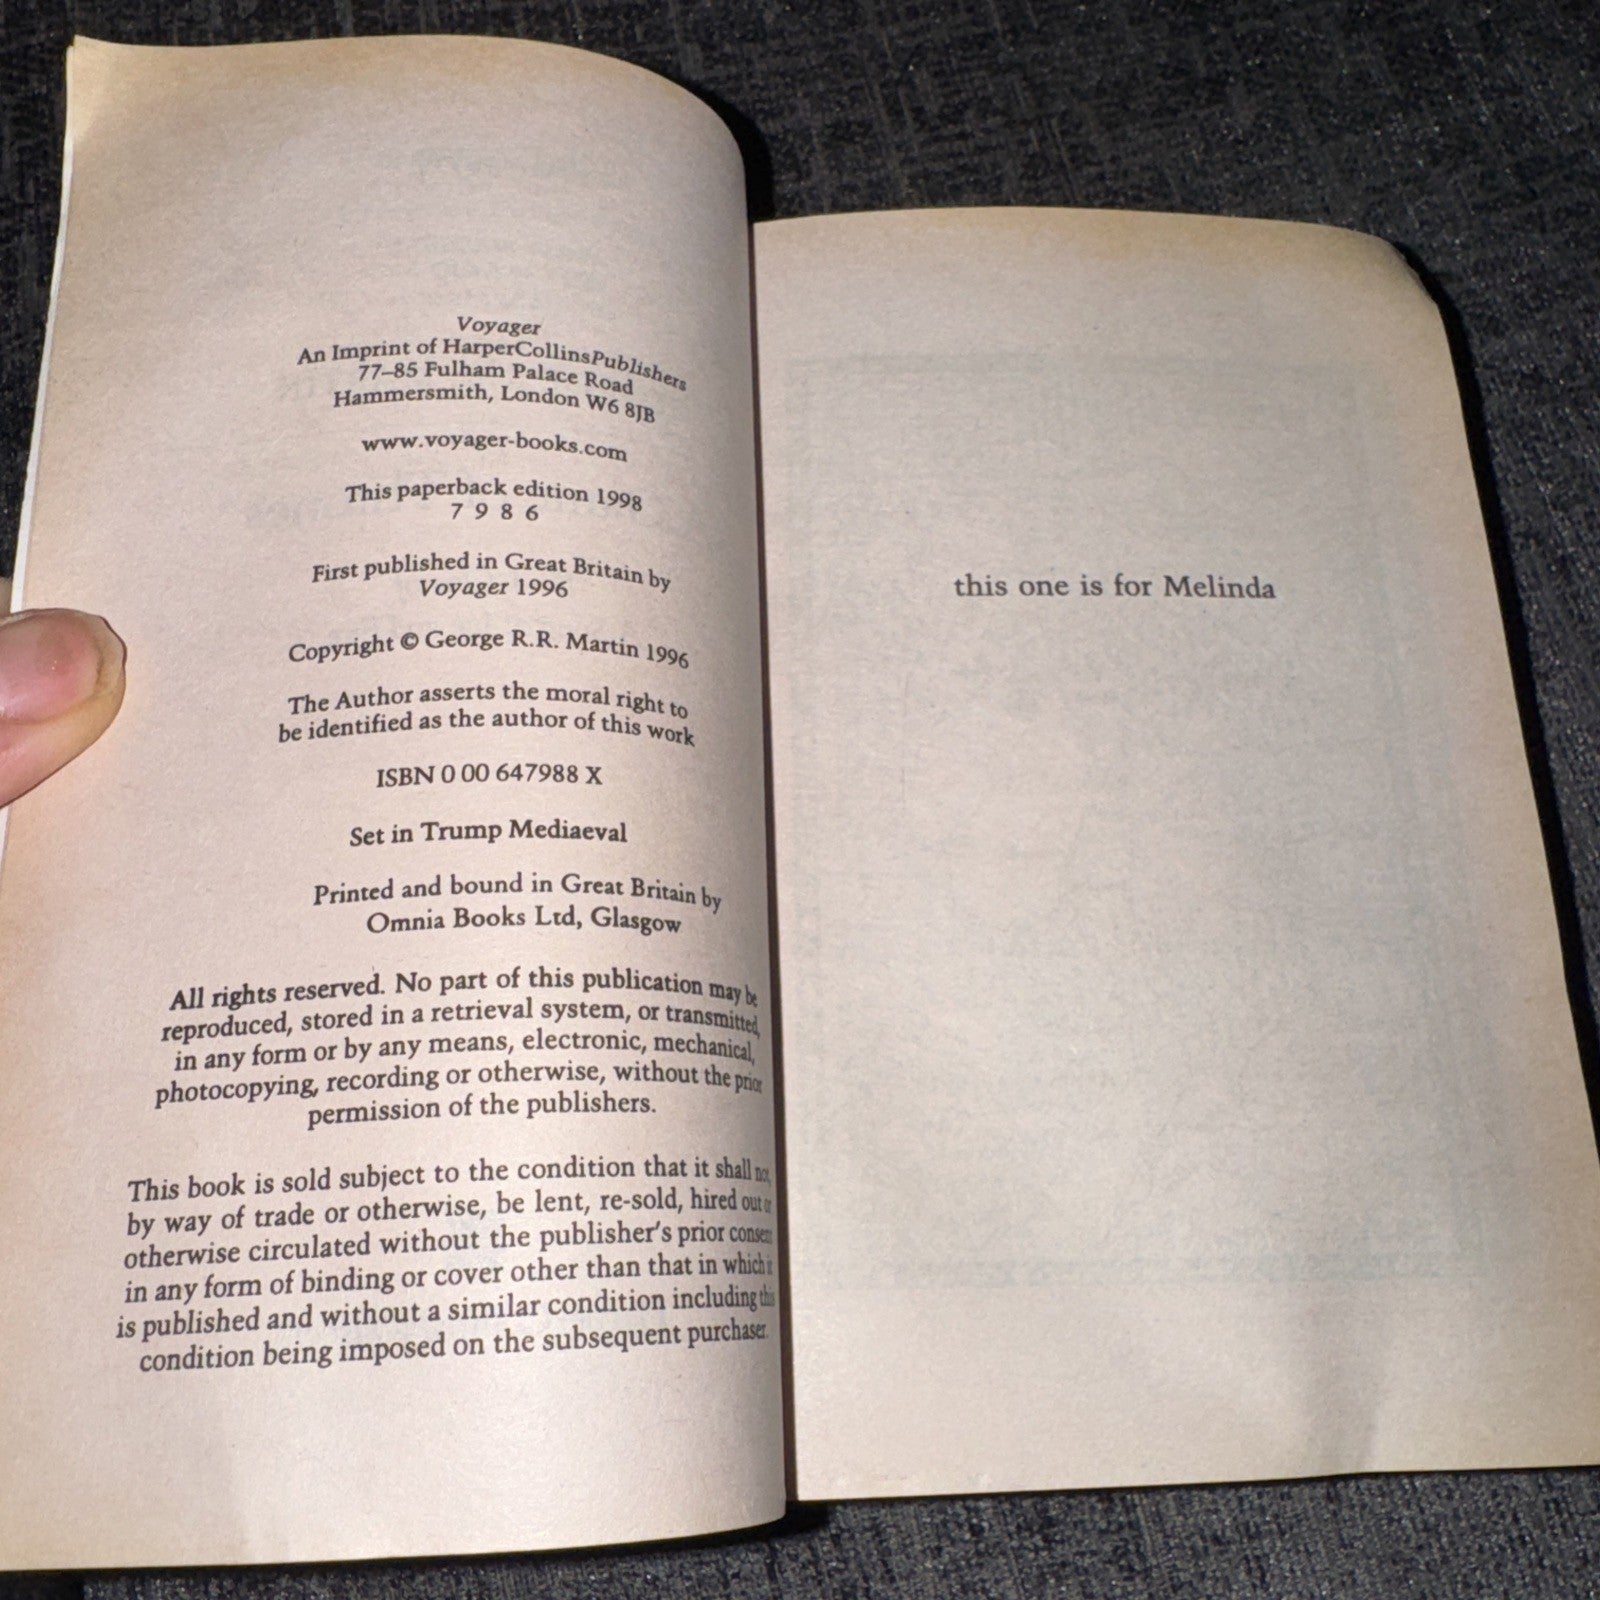 Voyager
An Imprint of HarperCollinsPublishers
77–85 Fulham Palace Road
Hammersmith, London W6 8JB
www.voyager-books.com
This paperback edition 1998
7 9 8 6
First published in Great Britain by
Voyager 1996
Copyright © George R.R. Martin 1996
The Author asserts the moral right to
be identified as the author of this work
ISBN 0 00 647988 X
Set in Trump Mediaeval
Printed and bound in Great Britain by
Omnia Books Ltd, Glasgow
All rights reserved. No part of this publication may be
reproduced, stored in a retrieval system, or transmitted,
in any form or by any means, electronic, mechanical,
photocopying, recording or otherwise, without the prior
permission of the publishers.
This book is sold subject to the condition that it shall not,
by way of trade or otherwise, be lent, re-sold, hired out or
otherwise circulated without the publisher's prior consent
in any form of binding or cover other than that in which it
is published and without a similar condition including this
condition being imposed on the subsequent purchaser.
this one is for Melinda